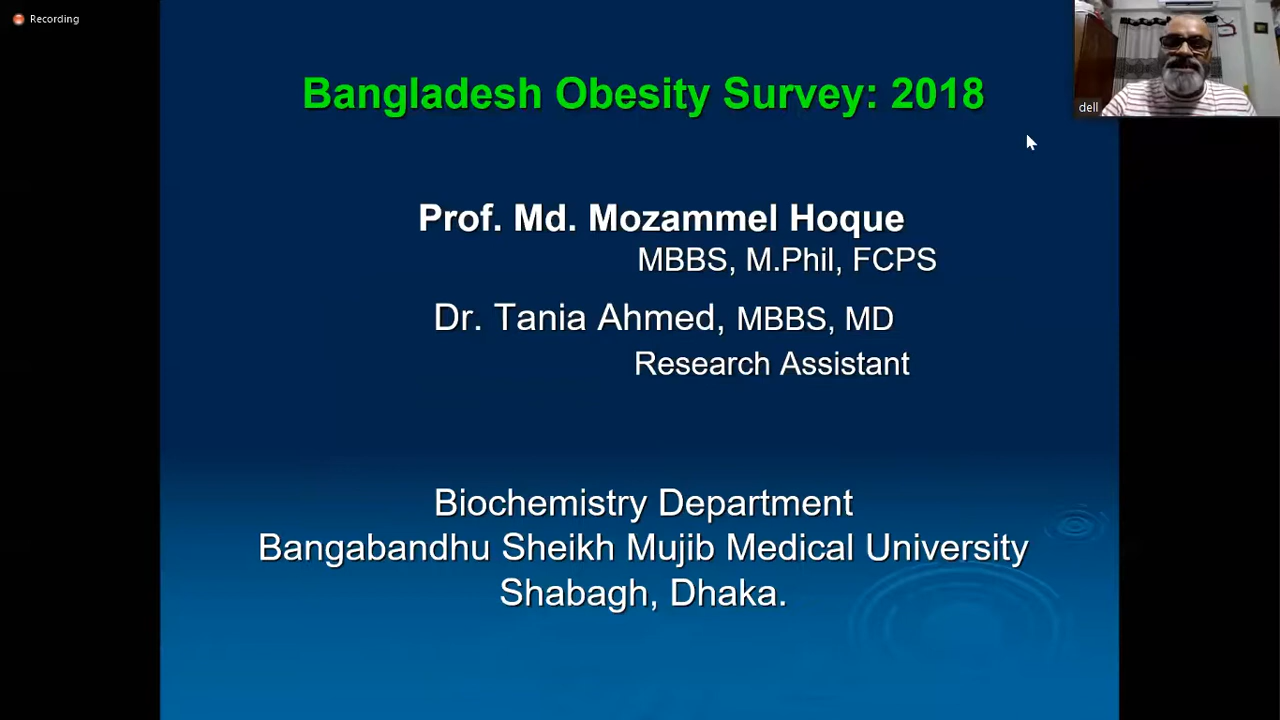 Recording
Bangladesh Obesity Survey: 2018
dell
Prof. Md. Mozammel Hoque
MBBS, M.Phil, FCPS
Dr. Tania Ahmed, MBBS, MD
Research Assistant
Biochemistry Department
Bangabandhu Sheikh Mujib Medical University
Shabagh, Dhaka.